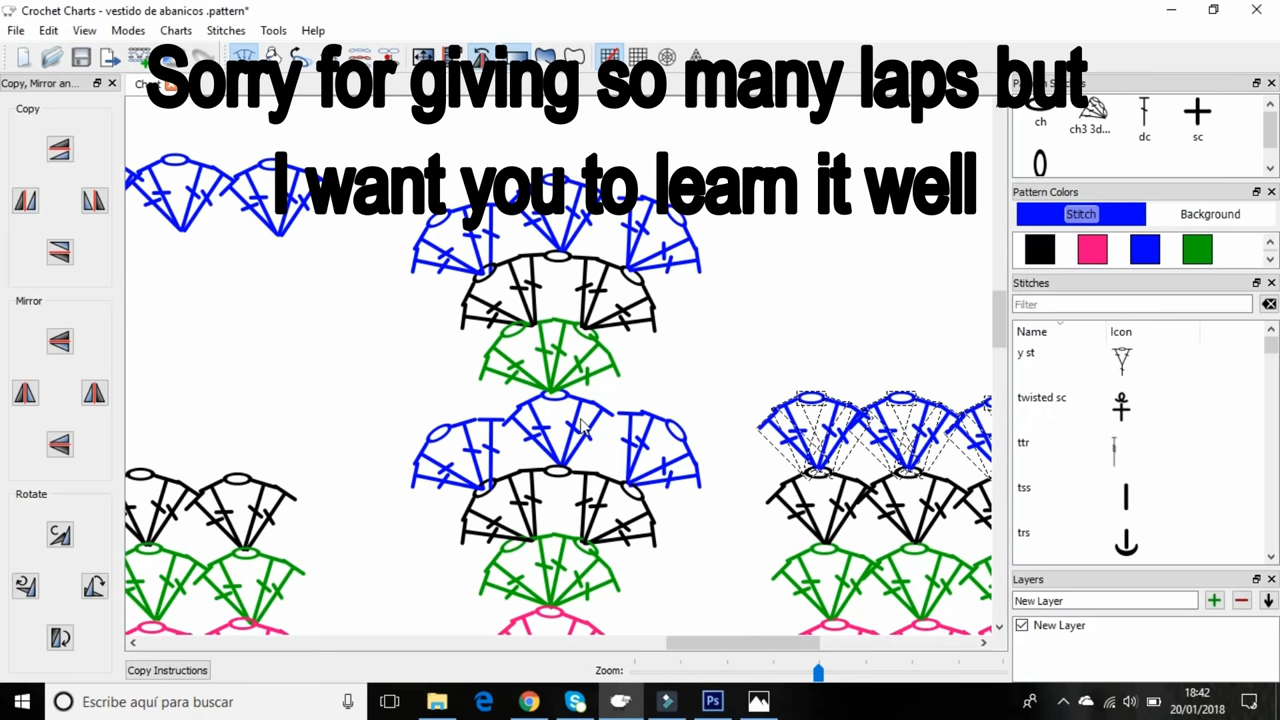 Crochet Charts - vestido de abanicos .pattern*
File Edit View Modes Charts Stitches Tools Help
Sorry for giving so many laps but
I want you to learn it well
Copy, Mirror an...
Copy
Mirror
Rotate
ch
ch3 3d...
dc
sc
Pattern Colors
Stitch
Background
Stitches
Filter
Name Icon
y st
twisted sc
ttr
tss
trs
Layers
New Layer
New Layer
Copy Instructions
Zoom:
Escribe aquí para buscar
18:42
20/01/2018